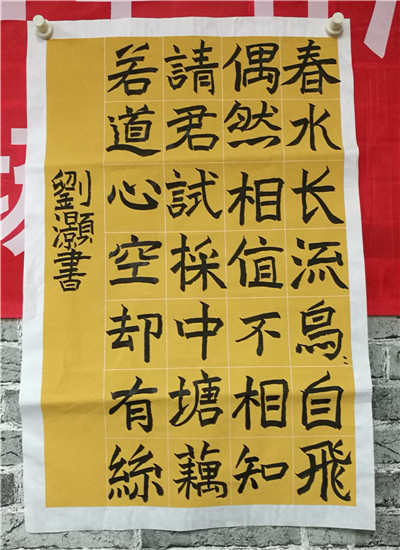 春水长流鳥自飛
偶然相值不相知
請君試採中塘藕
若道心空却有絲
劉灝書